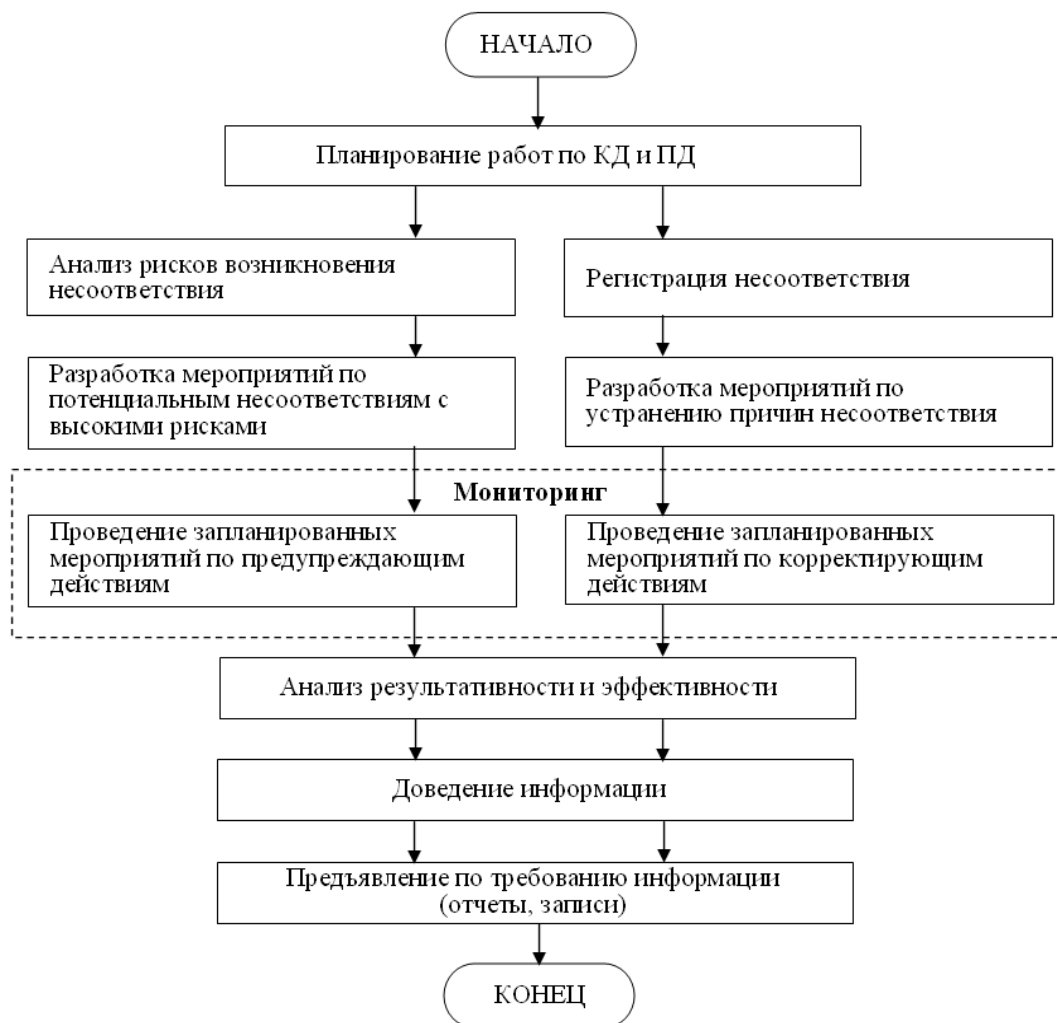 НАЧАЛО
Планирование работ по КД и ПД
Анализ рисков возникновения
несоответствия
Регистрация несоответствия
Разработка мероприятий по
потенциальным несоответствиям с
высокими рисками
Разработка мероприятий по
устранению причин несоответствия
Мониторинг
Проведение запланированных
мероприятий по предупреждающим
действиям
Проведение запланированных
мероприятий по корректирующим
действиям
Анализ результативности и эффективности
Доведение информации
Предъявление по требованию информации
(отчеты, записи)
КОНЕЦ